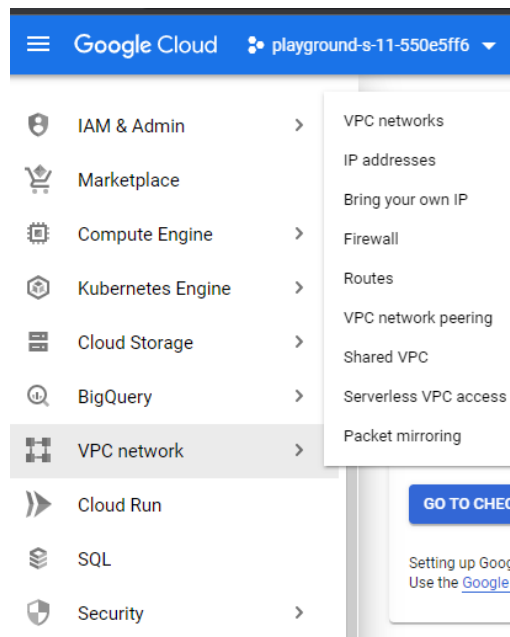 Google Cloud playground-s-11-550e5ff6
IAM & Admin
Marketplace
Compute Engine
Kubernetes Engine
Cloud Storage
BigQuery
VPC network
Cloud Run
SQL
Security
VPC networks
IP addresses
Bring your own IP
Firewall
Routes
VPC network peering
Shared VPC
Serverless VPC access
Packet mirroring
GO TO
Setting up
Use the Google